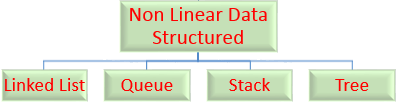 Non Linear Data
Structured
Linked List
Queue
Stack
Tree